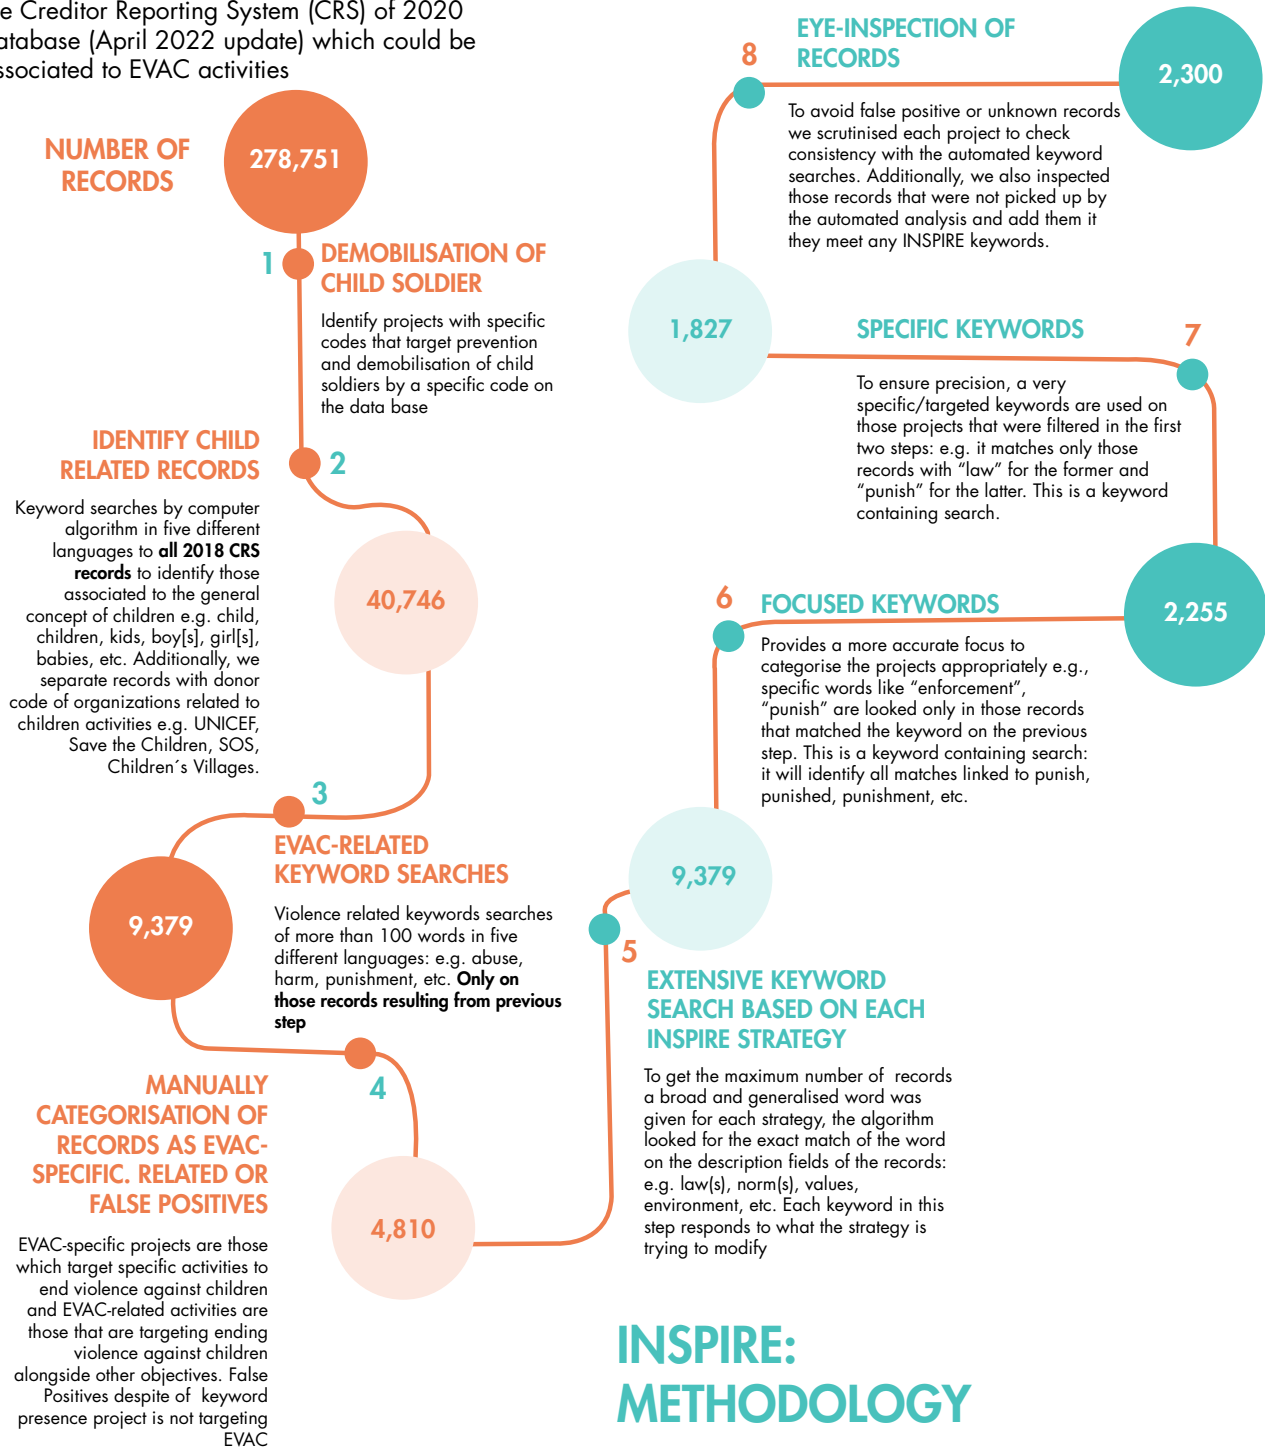 e Creditor Reporting System (CRS) of 2020
atabase (April 2022 update) which could be
ssociated to EVAC activities
NUMBER OF
RECORDS
278,751
1
DEMOBILISATION OF
CHILD SOLDIER
Identify projects with specific
codes that target prevention
and demobilisation of child
soldiers by a specific code on
the data base
IDENTIFY CHILD
RELATED RECORDS
2
Keyword searches by computer
algorithm in five different
languages to all 2018 CRS
records to identify those
associated to the general
concept of children e.g. child,
children, kids, boy[s], girl[s],
babies, etc. Additionally, we
separate records with donor
code of organizations related to
children activities e.g. UNICEF,
Save the Children, SOS,
Children´s Villages.
40,746
3
EVAC-RELATED
KEYWORD SEARCHES
Violence related keywords searches
of more than 100 words in five
different languages: e.g. abuse,
harm, punishment, etc. Only on
those records resulting from previous
step
9,379
4
MANUALLY
CATEGORISATION OF
RECORDS AS EVAC-
SPECIFIC. RELATED OR
FALSE POSITIVES
EVAC-specific projects are those
which target specific activities to
end violence against children
and EVAC-related activities are
those that are targeting ending
violence against children
alongside other objectives. False
Positives despite of keyword
presence project is not targeting
EVAC
4,810
5
EXTENSIVE KEYWORD
SEARCH BASED ON EACH
INSPIRE STRATEGY
To get the maximum number of records
a broad and generalised word was
given for each strategy, the algorithm
looked for the exact match of the word
on the description fields of the records:
e.g. law(s), norm(s), values,
environment, etc. Each keyword in this
step responds to what the strategy is
trying to modify
9,379
6
FOCUSED KEYWORDS
Provides a more accurate focus to
categorise the projects appropriately e.g.,
specific words like “enforcement”,
“punish” are looked only in those records
that matched the keyword on the previous
step. This is a keyword containing search:
it will identify all matches linked to punish,
punished, punishment, etc.
2,255
7
SPECIFIC KEYWORDS
To ensure precision, a very
specific/targeted keywords are used on
those projects that were filtered in the first
two steps: e.g. it matches only those
records with “law” for the former and
“punish” for the latter. This is a keyword
containing search.
1,827
8
EYE-INSPECTION OF
RECORDS
To avoid false positive or unknown records
we scrutinised each project to check
consistency with the automated keyword
searches. Additionally, we also inspected
those records that were not picked up by
the automated analysis and add them it
they meet any INSPIRE keywords.
2,300
INSPIRE:
METHODOLOGY